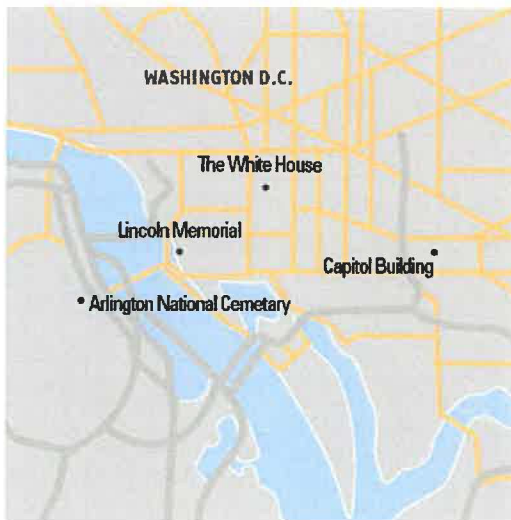 WASHINGTON D.C.
The White House
Lincoln Memorial
Capitol Building
Arlington National Cemetary